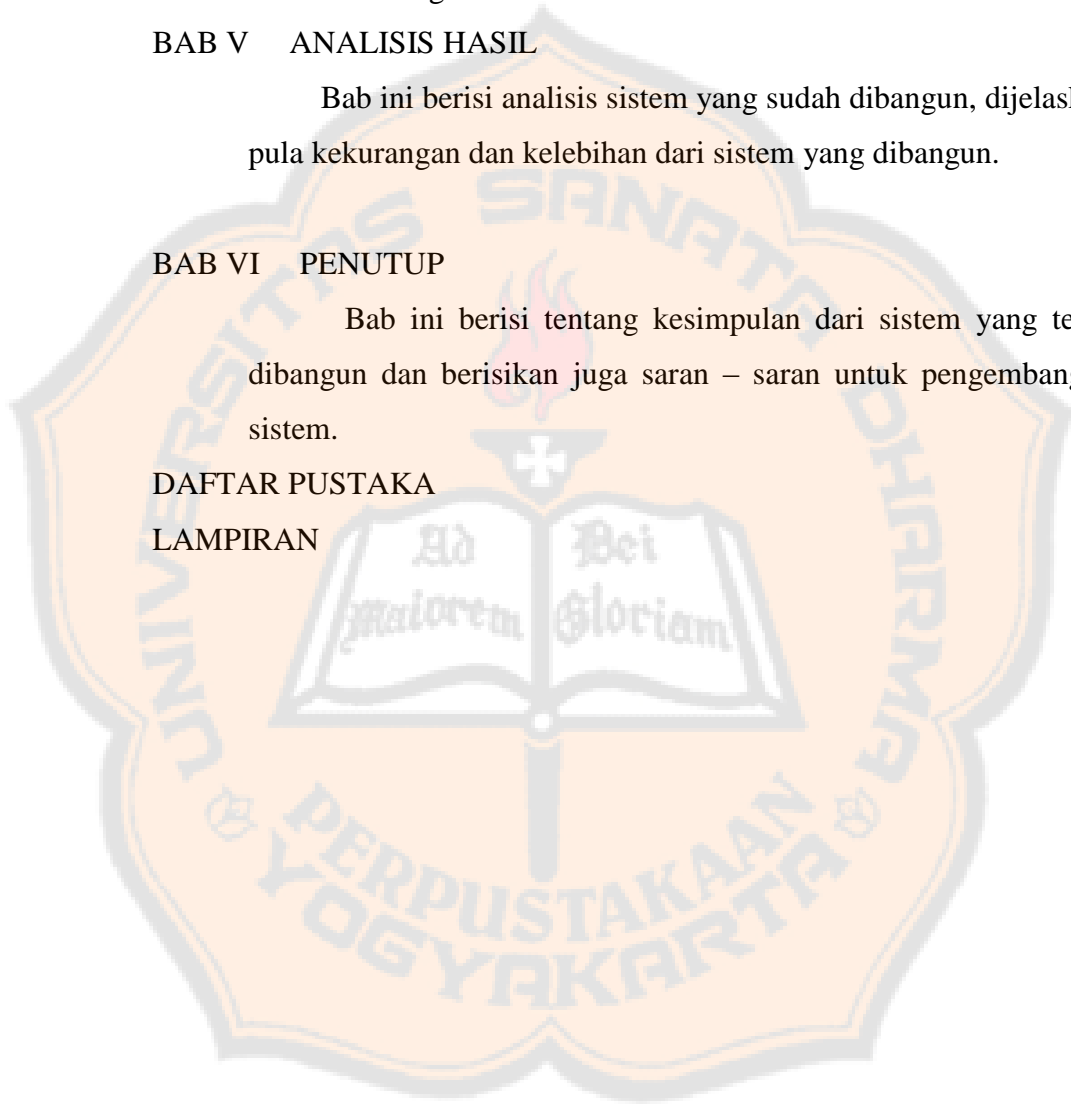 BAB V ANALISIS HASIL
Bab ini berisi analisis sistem yang sudah dibangun,
pula kekurangan dan kelebihan dari sistem yang dibangun.
BAB VI PENUTUP
Bab ini berisi tentang kesimpulan dari sistem yang
dibangun dan berisikan juga saran – saran untuk
sistem.
DAFTAR PUSTAKA
LAMPIRAN
UNIVERSITAS SANATA DHARMA
Ad Dei
Maiorem Gloriam
PERPUSTAKAAN
YOGYAKARTA